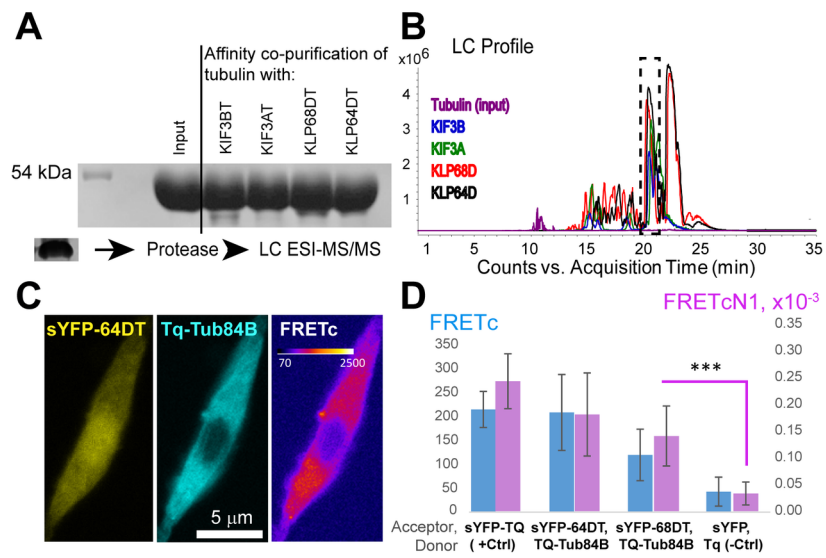 A
Affinity co-purification of
tubulin with:
Input
KIF3BT
KIF3AT
KLP68DT
KLP64DT
54 kDa
Protease
LC ESI-MS/MS
B
LC Profile
x10⁶
4
3
2
1
Tubulin (input)
KIF3B
KIF3A
KLP68D
KLP64D
1 5 10 15 20 25 30 35
Counts vs. Acquisition Time (min)
C
sYFP-64DT
Tq-Tub84B
FRETc
70 2500
5 μm
D
FRETcN1, x10⁻³
FRETc
350
300
250
200
150
100
50
0
0.35
0.30
0.25
0.20
0.15
0.10
0.05
0.00
***
Acceptor, sYFP-TQ sYFP-64DT, sYFP-68DT, sYFP,
Donor ( +Ctrl) TQ-Tub84B TQ-Tub84B Tq (-Ctrl)